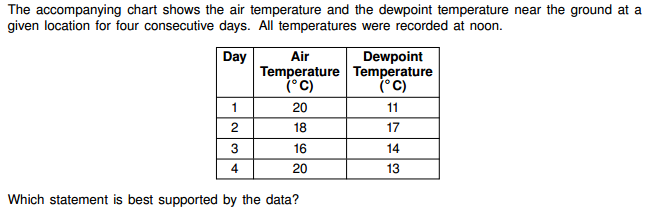 The accompanying chart shows the air temperature and the dewpoint temperature near the ground at a
given location for four consecutive days. All temperatures were recorded at noon.
Day Air Dewpoint
Temperature Temperature
(°C) (°C)
1 20 11
2 18 17
3 16 14
4 20 13
Which statement is best supported by the data?